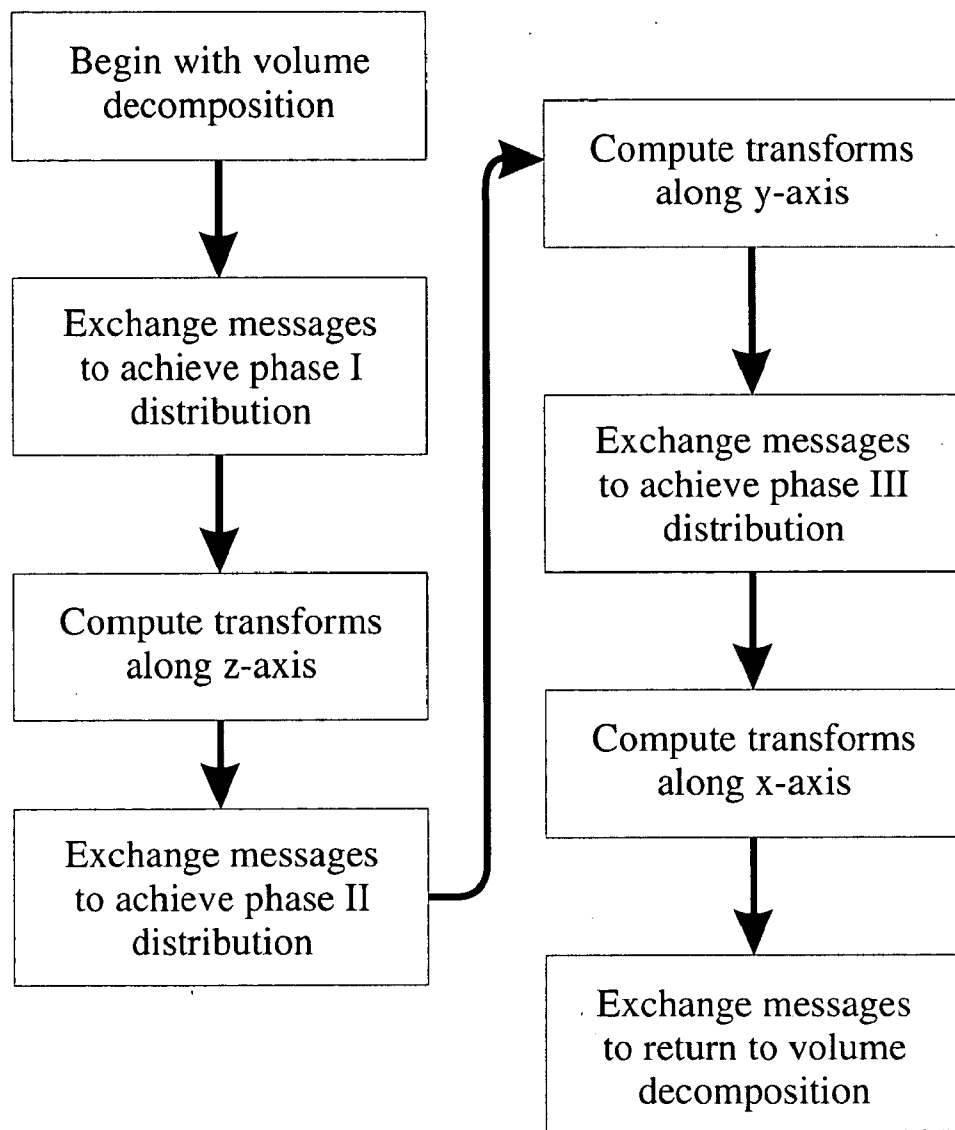 Begin with volume
decomposition
Exchange messages
to achieve phase I
distribution
Compute transforms
along z-axis
Exchange messages
to achieve phase II
distribution
Compute transforms
along y-axis
Exchange messages
to achieve phase III
distribution
Compute transforms
along x-axis
Exchange messages
to return to volume
decomposition